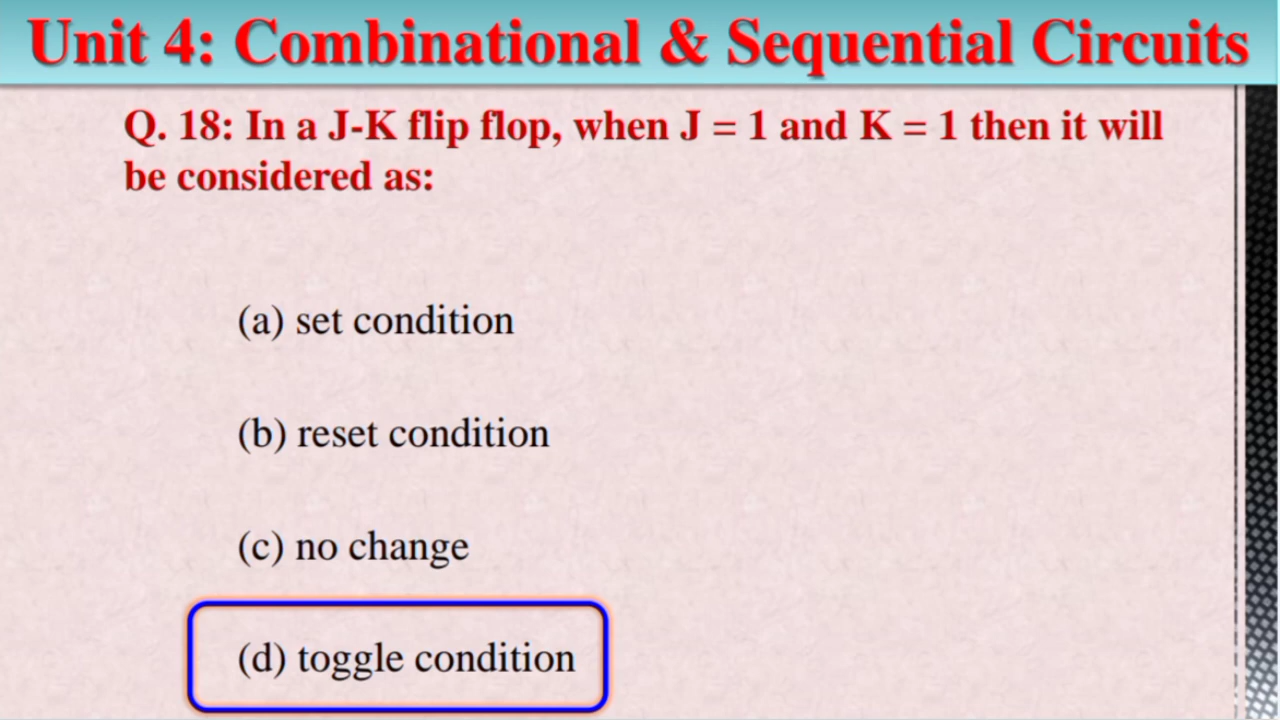 Unit 4: Combinational & Sequential Circuits
Q. 18: In a J-K flip flop, when J = 1 and K = 1 then it will
be considered as:
(a) set condition
(b) reset condition
(c) no change
(d) toggle condition